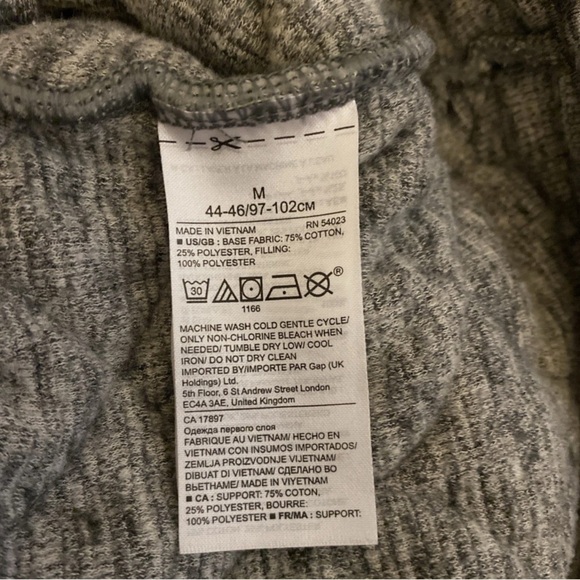 M
44-46/97-102CM
MADE IN VIETNAM RN 54023
■ US/GB : BASE FABRIC: 75% COTTON,
25% POLYESTER, FILLING:
100% POLYESTER
30 ®
1166
MACHINE WASH COLD GENTLE CYCLE/
ONLY NON-CHLORINE BLEACH WHEN
NEEDED/ TUMBLE DRY LOW/ COOL
IRON/ DO NOT DRY CLEAN
IMPORTED BY/IMPORTE PAR Gap (UK
Holdings) Ltd.
5th Floor, 6 St Andrew Street London
EC4A 3AE, United Kingdom
CA 17897
Одежда первого слоя
FABRIQUE AU VIETNAM/ HECHO EN
VIETNAM CON INSUMOS IMPORTADOS/
ZEMLJA PROIZVODNJE VIJETNAM/
DIBUAT DI VIETNAM/ СДЕЛАНО ВО
ВЬЕТНАМЕ/ MADE IN VIYETNAM
■ CA : SUPPORT: 75% COTON,
25% POLYESTER, BOURRE:
100% POLYESTER ■ FR/MA : SUPPORT: